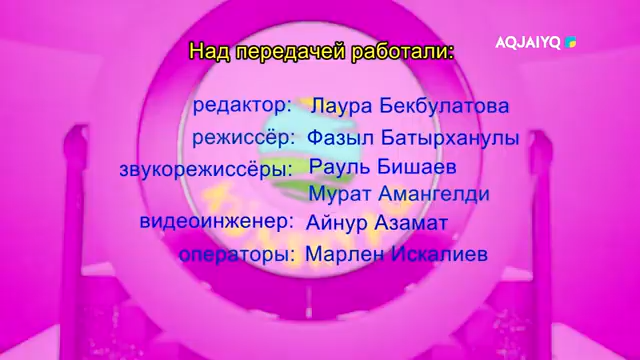 AQJAIYQ
Над передачей работали:
редактор: Лаура Бекбулатова
режиссёр: Фазыл Батырханулы
звукорежиссёры: Рауль Бишаев
Мурат Амангелди
видеоинженер: Айнур Азамат
операторы: Марлен Искалиев